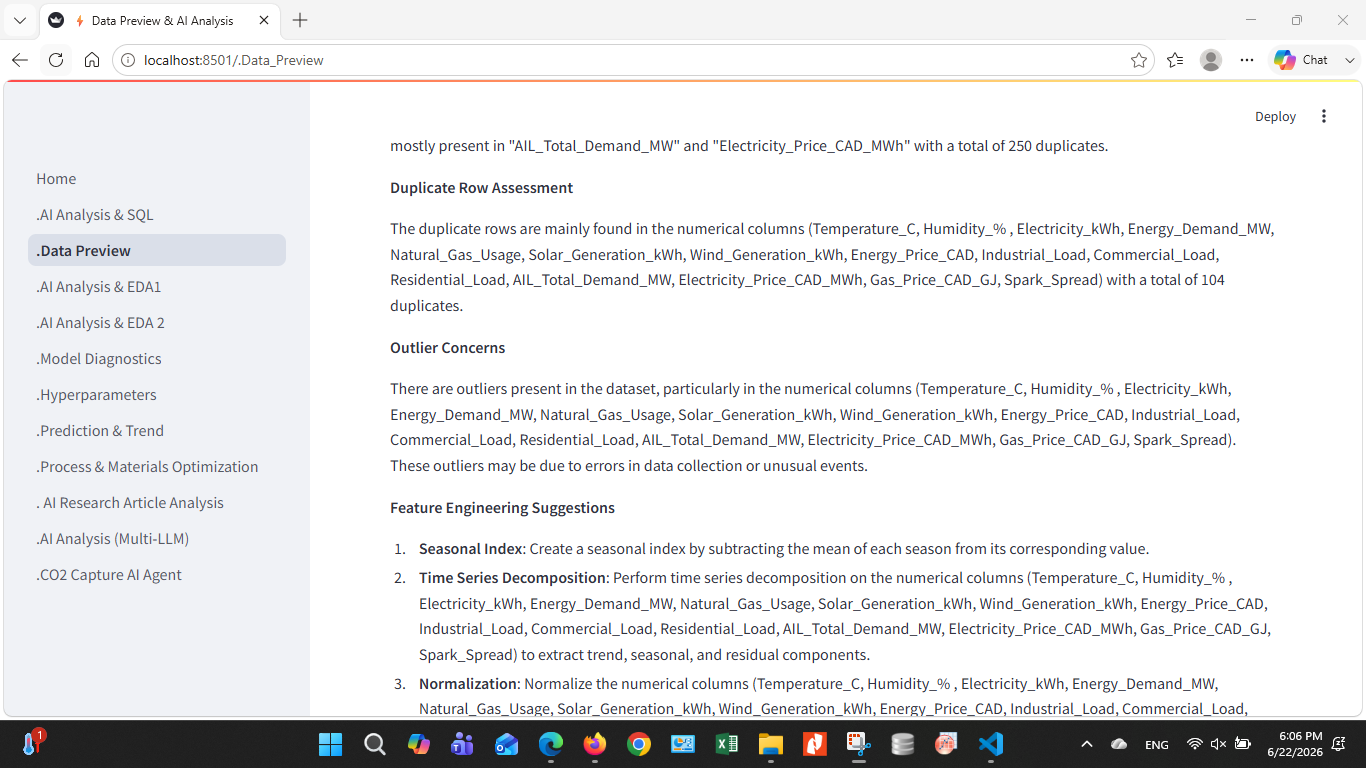 Data Preview & AI Analysis
localhost:8501/.Data_Preview
Chat
Deploy
Home
.AI Analysis & SQL
.Data Preview
.AI Analysis & EDA1
.AI Analysis & EDA 2
.Model Diagnostics
.Hyperparameters
.Prediction & Trend
.Process & Materials Optimization
. AI Research Article Analysis
.AI Analysis (Multi-LLM)
.CO2 Capture AI Agent
mostly present in "AIL_Total_Demand_MW" and "Electricity_Price_CAD_MWh" with a total of 250 duplicates.
Duplicate Row Assessment
The duplicate rows are mainly found in the numerical columns (Temperature_C, Humidity_% , Electricity_kWh, Energy_Demand_MW,
Natural_Gas_Usage, Solar_Generation_kWh, Wind_Generation_kWh, Energy_Price_CAD, Industrial_Load, Commercial_Load,
Residential_Load, AIL_Total_Demand_MW, Electricity_Price_CAD_MWh, Gas_Price_CAD_GJ, Spark_Spread) with a total of 104
duplicates.
Outlier Concerns
There are outliers present in the dataset, particularly in the numerical columns (Temperature_C, Humidity_% , Electricity_kWh,
Energy_Demand_MW, Natural_Gas_Usage, Solar_Generation_kWh, Wind_Generation_kWh, Energy_Price_CAD, Industrial_Load,
Commercial_Load, Residential_Load, AIL_Total_Demand_MW, Electricity_Price_CAD_MWh, Gas_Price_CAD_GJ, Spark_Spread).
These outliers may be due to errors in data collection or unusual events.
Feature Engineering Suggestions
1. Seasonal Index: Create a seasonal index by subtracting the mean of each season from its corresponding value.
2. Time Series Decomposition: Perform time series decomposition on the numerical columns (Temperature_C, Humidity_% ,
Electricity_kWh, Energy_Demand_MW, Natural_Gas_Usage, Solar_Generation_kWh, Wind_Generation_kWh, Energy_Price_CAD,
Industrial_Load, Commercial_Load, Residential_Load, AIL_Total_Demand_MW, Electricity_Price_CAD_MWh, Gas_Price_CAD_GJ,
Spark_Spread) to extract trend, seasonal, and residual components.
3. Normalization: Normalize the numerical columns (Temperature_C, Humidity_% , Electricity_kWh, Energy_Demand_MW,
Natural_Gas_Usage, Solar_Generation_kWh, Wind_Generation_kWh, Energy_Price_CAD, Industrial_Load, Commercial_Load,
1
ENG
6:06 PM
6/22/2026